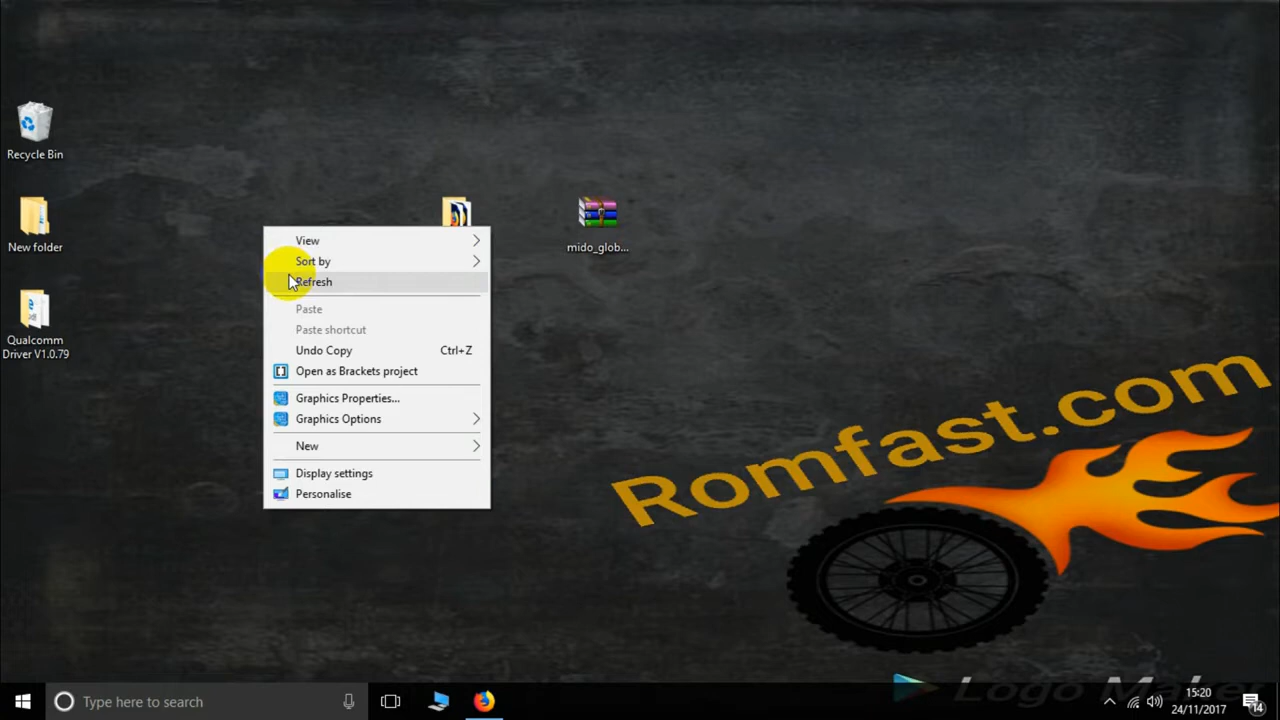 Recycle Bin
New folder
Qualcomm
Driver V1.0.79
mido_glob...
View
Sort by
Refresh
Paste
Paste shortcut
Undo Copy Ctrl+Z
Open as Brackets project
Graphics Properties...
Graphics Options
New
Display settings
Personalise
Romfast.com
Logo Maker
Type here to search
15:20
24/11/2017
14